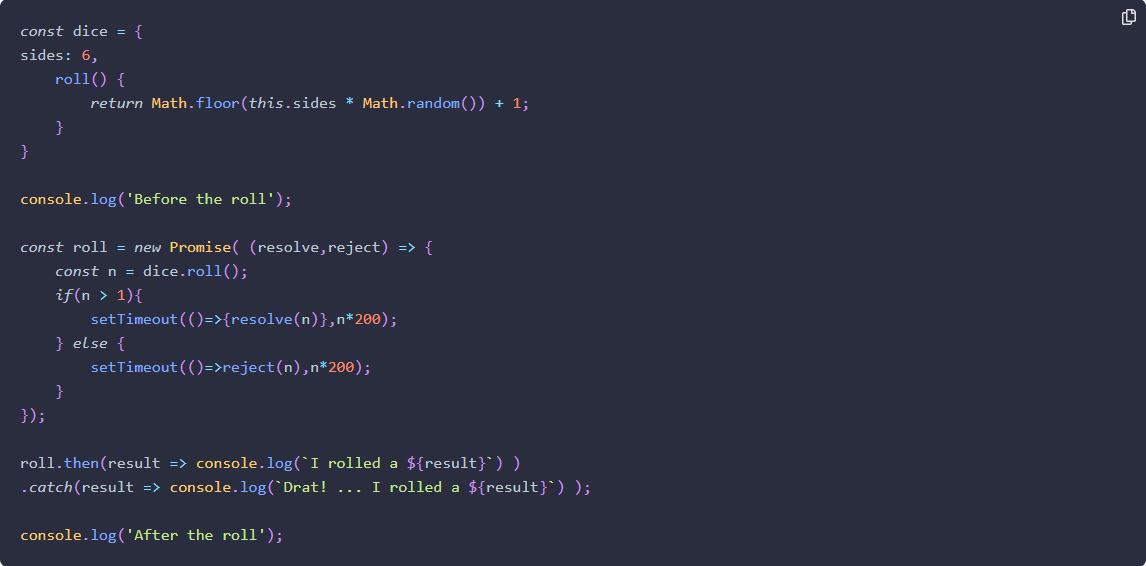 const dice = {
sides: 6,
    roll() {
        return Math.floor(this.sides * Math.random()) + 1;
    }
}

console.log('Before the roll');

const roll = new Promise( (resolve,reject) => {
    const n = dice.roll();
    if(n > 1){
        setTimeout(()=>{resolve(n)},n*200);
    } else {
        setTimeout(()=>reject(n),n*200);
    }
});

roll.then(result => console.log(`I rolled a ${result}`) )
.catch(result => console.log(`Drat! ... I rolled a ${result}`) );

console.log('After the roll');